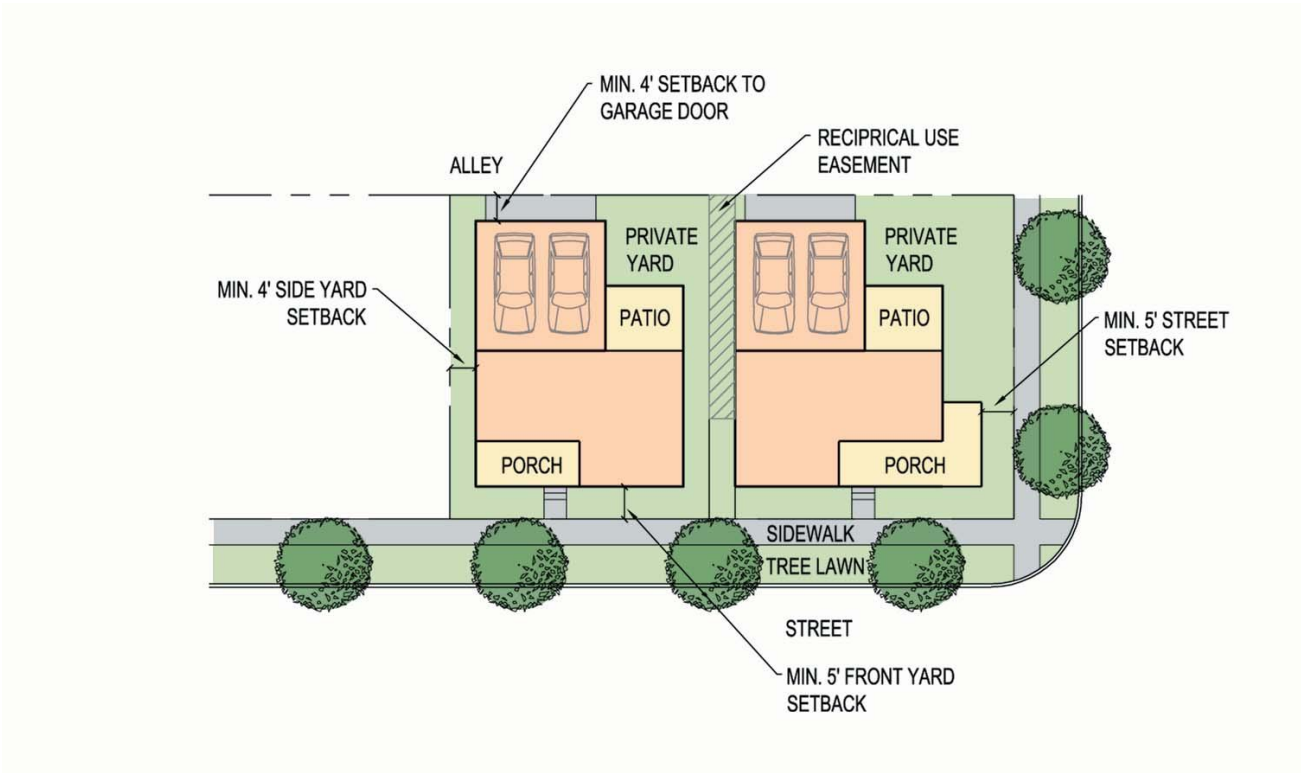 MIN. 4' SETBACK TO
GARAGE DOOR
RECIPRICAL USE
EASEMENT
ALLEY
PRIVATE
YARD
PRIVATE
YARD
MIN. 4' SIDE YARD
SETBACK
PATIO
PATIO
MIN. 5' STREET
SETBACK
PORCH
PORCH
SIDEWALK
TREE LAWN
STREET
MIN. 5' FRONT YARD
SETBACK